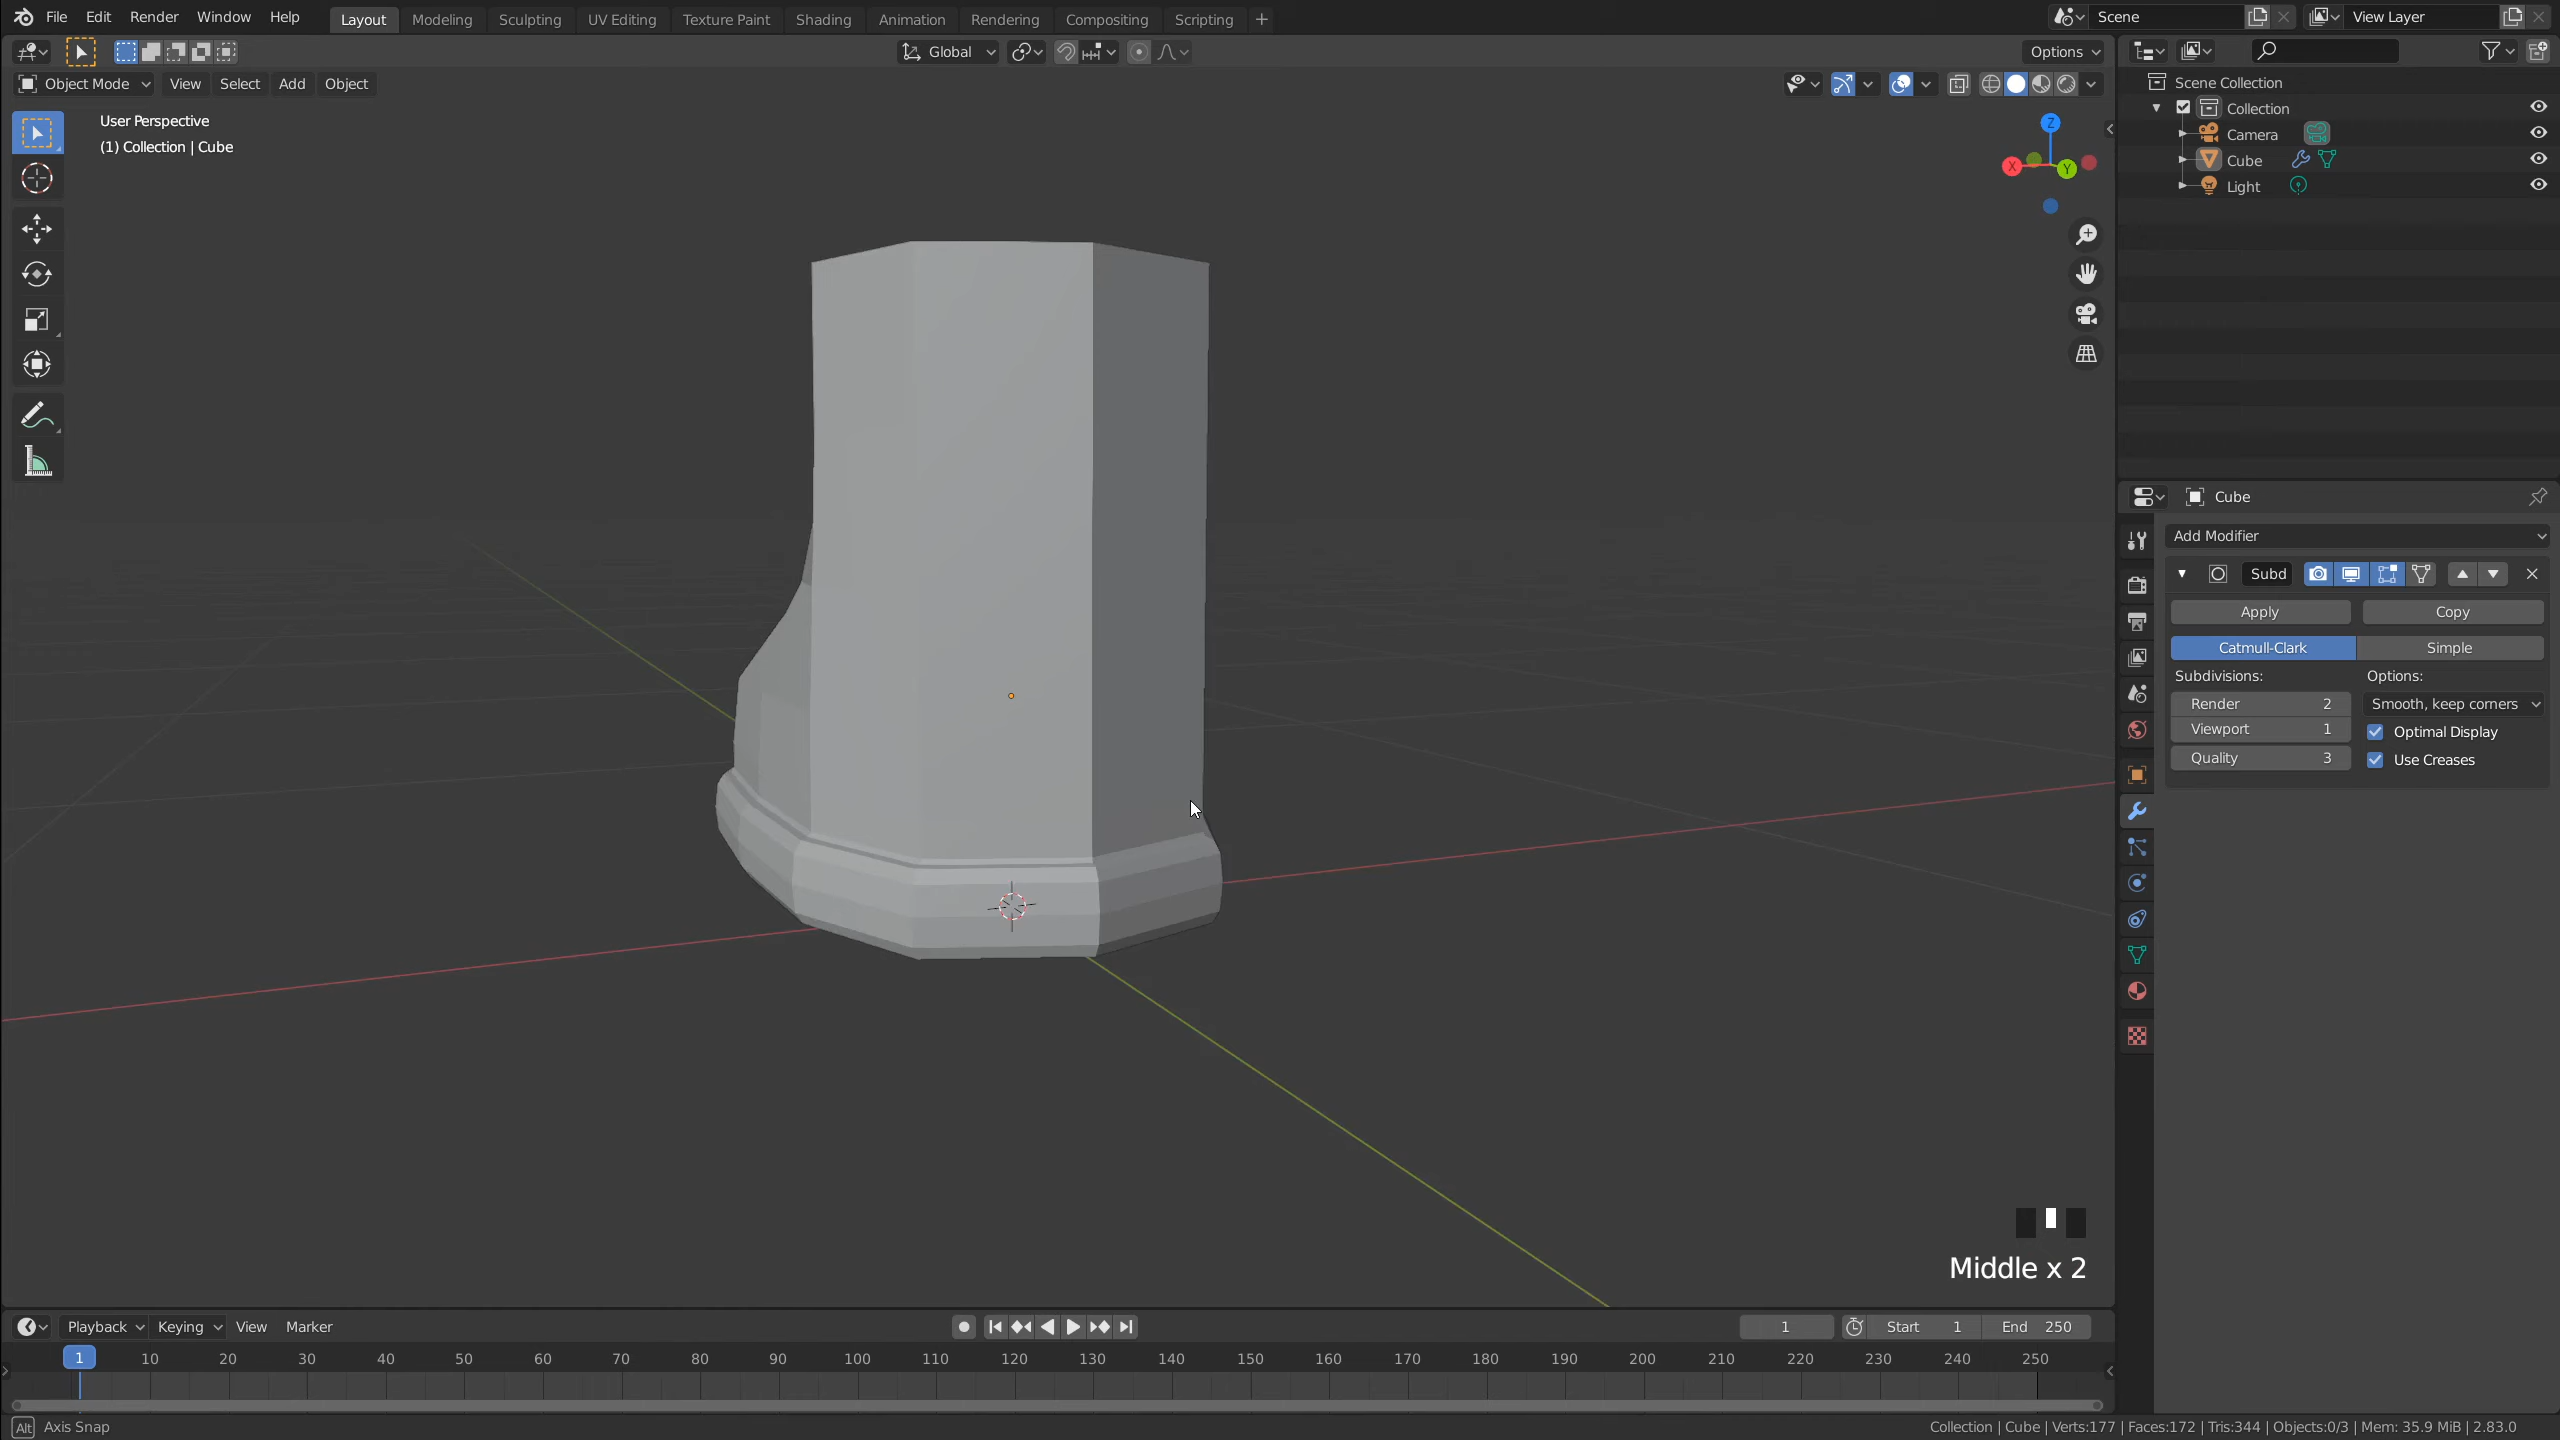 File Edit Render Window Help Layout Modeling Sculpting UV Editing Texture Paint Shading Animation Rendering Compositing Scripting + Scene View Layer
Global Options
Object Mode View Select Add Object
User Perspective
(1) Collection | Cube
Z
X
Y
Scene Collection
Collection
Camera
Cube
Light
Cube
Add Modifier
Subd
Apply Copy
Catmull-Clark Simple
Subdivisions: Options:
Render 2 Smooth, keep corners
Viewport 1 Optimal Display
Quality 3 Use Creases
Middle x 2
Playback Keying View Marker 1 Start 1 End 250
1 10 20 30 40 50 60 70 80 90 100 110 120 130 140 150 160 170 180 190 200 210 220 230 240 250
Alt Axis Snap Collection | Cube | Verts:177 | Faces:172 | Tris:344 | Objects:0/3 | Mem: 35.9 MiB | 2.83.0